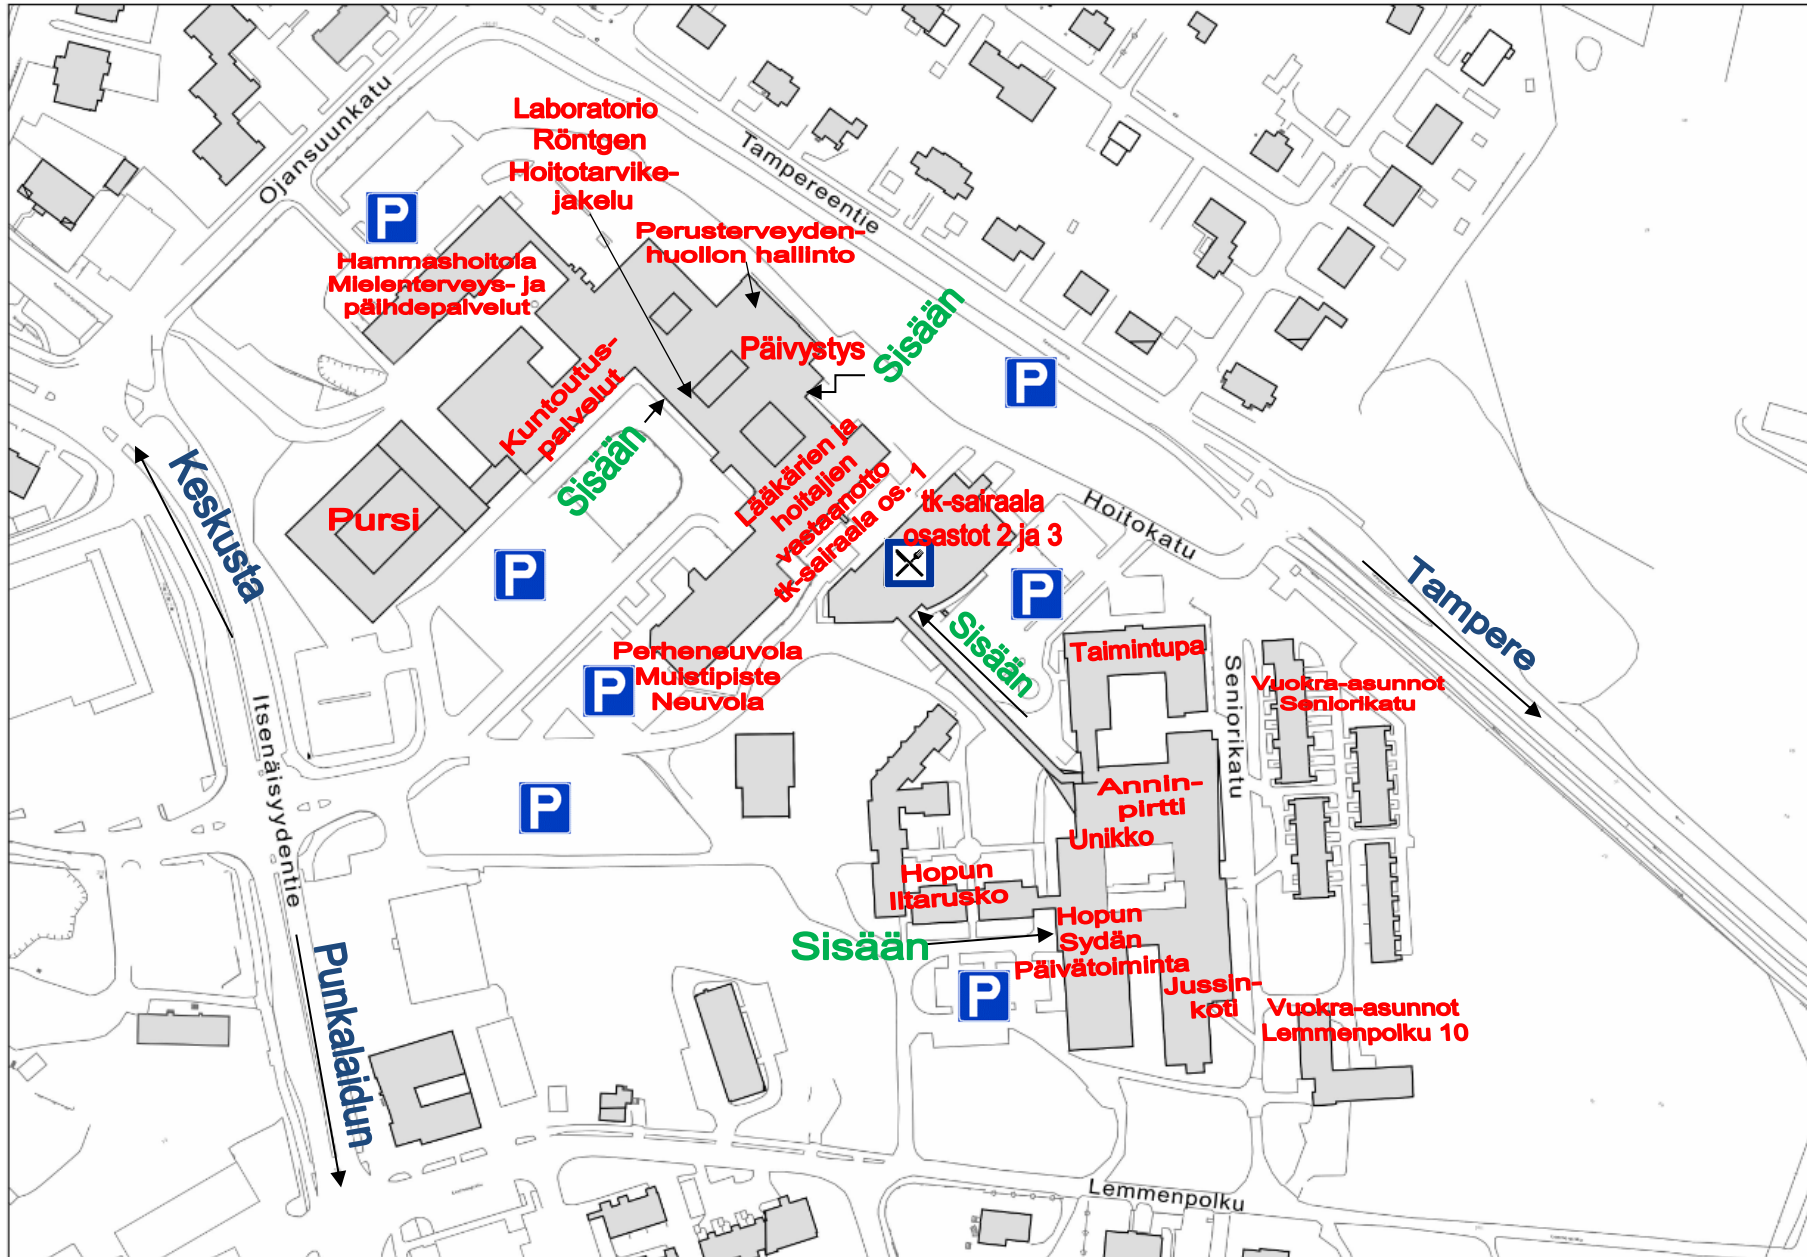 Ojansuunkatu
Laboratorio
Röntgen
Hoitotarvike-
jakelu
Tampereentie
P
Hammashoitola
Mielenterveys- ja
päihdepalvelut
Perusterveyden-
huollon hallinto
Sisään
Päivystys
P
Kuntoutus-
palvelut
Sisään
Lääkärien ja
hoitajien
vastaanotto
tk-sairaala os. 1
tk-sairaala
osastot 2 ja 3
Hoitokatu
Keskusta
Pursi
P
P
Tampere
Sisään
Perheneuvola
Muistipiste
Neuvola
P
Taimintupa
Seniorikatu
Vuokra-asunnot
Seniorikatu
Itsenäisyydentie
P
Annin-
pirtti
Unikko
Hopun
Iltarusko
Hopun
Sydän
Päivätoiminta
Sisään
P
Jussin-
koti
Vuokra-asunnot
Lemmenpolku 10
Punkalaidun
Lemmenpolku